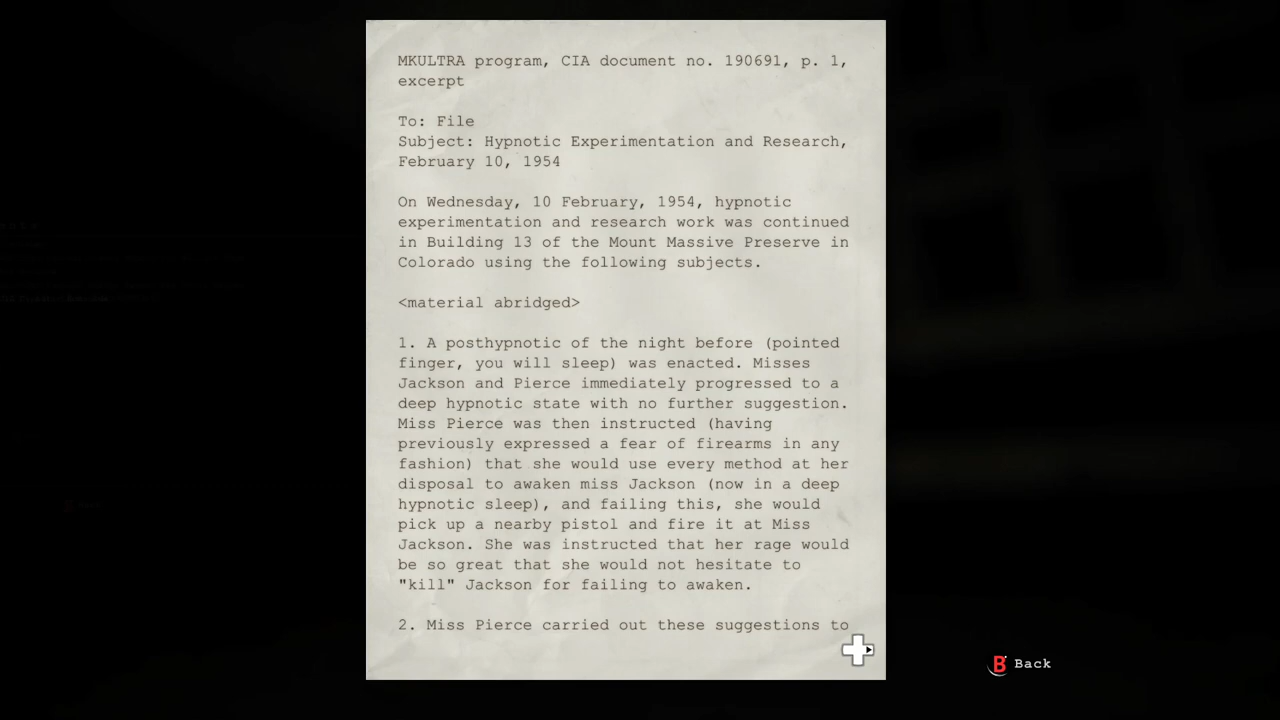 MKULTRA program, CIA document no. 190691, p. 1,
excerpt
To: File
Subject: Hypnotic Experimentation and Research,
February 10, 1954
On Wednesday, 10 February, 1954, hypnotic
experimentation and research work was continued
in Building 13 of the Mount Massive Preserve in
Colorado using the following subjects.
<material abridged>
1. A posthypnotic of the night before (pointed
finger, you will sleep) was enacted. Misses
Jackson and Pierce immediately progressed to a
deep hypnotic state with no further suggestion.
Miss Pierce was then instructed (having
previously expressed a fear of firearms in any
fashion) that she would use every method at her
disposal to awaken miss Jackson (now in a deep
hypnotic sleep), and failing this, she would
pick up a nearby pistol and fire it at Miss
Jackson. She was instructed that her rage would
be so great that she would not hesitate to
"kill" Jackson for failing to awaken.
2. Miss Pierce carried out these suggestions to
B Back